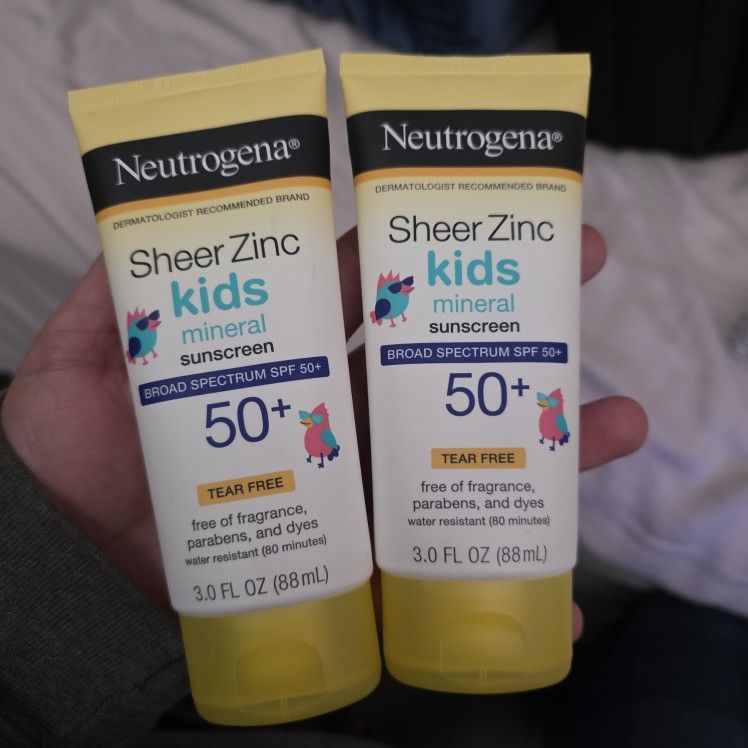 Neutrogena®
DERMATOLOGIST RECOMMENDED BRAND
Sheer Zinc
kids
mineral
sunscreen
BROAD SPECTRUM SPF 50+
50+
TEAR FREE
free of fragrance,
parabens, and dyes
water resistant (80 minutes)
3.0 FL OZ (88mL)
Neutrogena®
DERMATOLOGIST RECOMMENDED BRAND
Sheer Zinc
kids
mineral
sunscreen
BROAD SPECTRUM SPF 50+
50+
TEAR FREE
free of fragrance,
parabens, and dyes
water resistant (80 minutes)
3.0 FL OZ (88mL)